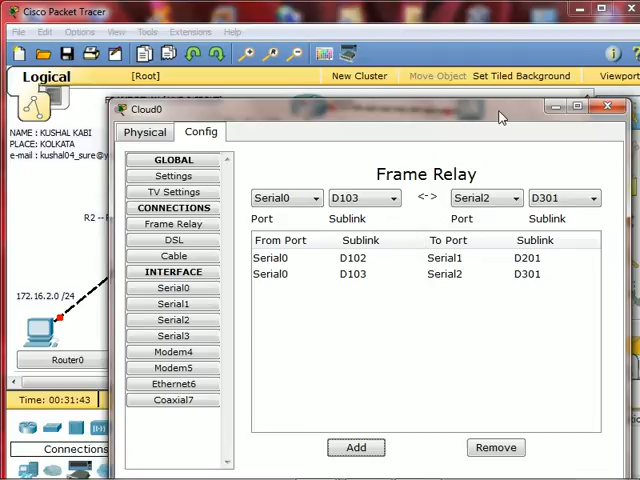 Cisco Packet Tracer
File Edit Options View Tools Extensions Help
Logical [Root] New Cluster Move Object Set Tiled Background Viewport
Cloud0
Physical Config
NAME : KUSHAL KABI
PLACE: KOLKATA
e-mail : kushal04_sure@y
R2 -- F
172.16.2.0 /24
Router0
Time: 00:31:43
Connections
GLOBAL
Settings
TV Settings
CONNECTIONS
Frame Relay
DSL
Cable
INTERFACE
Serial0
Serial1
Serial2
Serial3
Modem4
Modem5
Ethernet6
Coaxial7
Frame Relay
Serial0 D103 <-> Serial2 D301
Port Sublink Port Sublink
From Port Sublink To Port Sublink
Serial0 D102 Serial1 D201
Serial0 D103 Serial2 D301
Add Remove